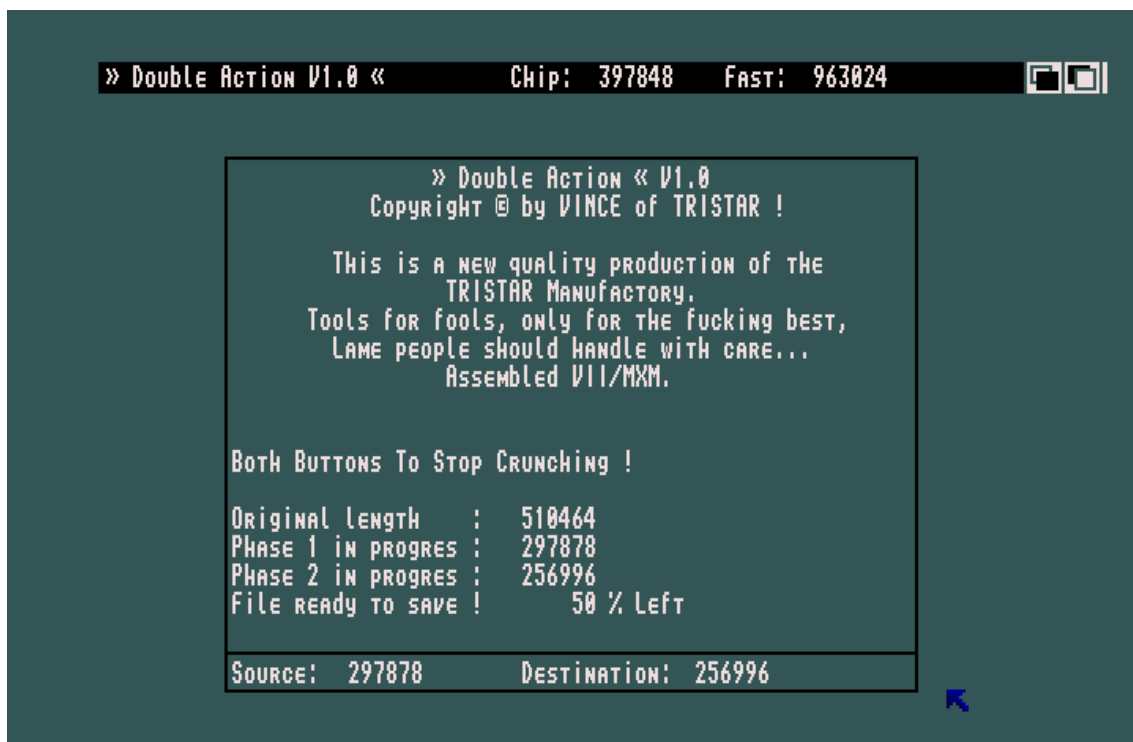 » Double Action V1.0 « Chip: 397848 Fast: 963024
» Double Action « V1.0
Copyright © by VINCE of TRISTAR !
This is a new quality production of the
TRISTAR Manufactory.
Tools for fools, only for the fucking best,
Lame people should handle with care...
Assembled VII/MXM.
Both Buttons To Stop Crunching !
Original length : 510464
Phase 1 in progres : 297878
Phase 2 in progres : 256996
File ready to save ! 50 % Left
Source: 297878 Destination: 256996